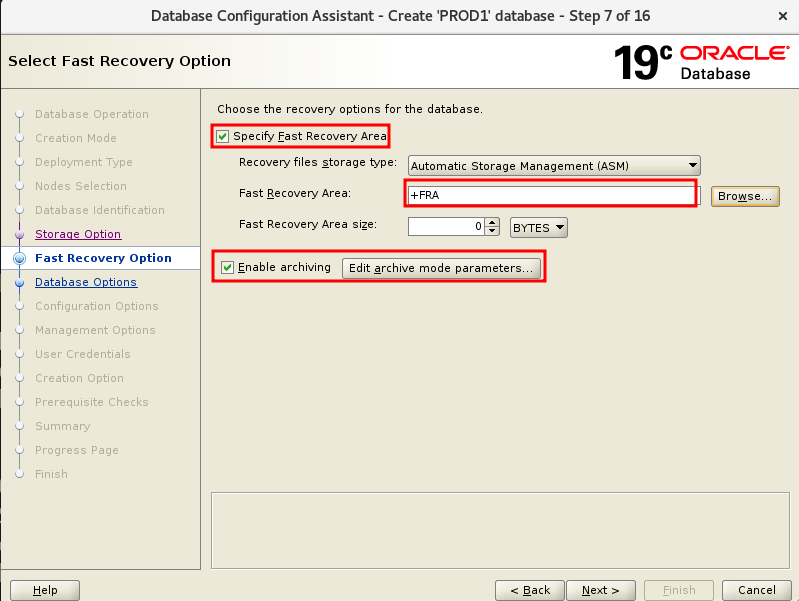 Database Configuration Assistant - Create 'PROD1' database - Step 7 of 16
Select Fast Recovery Option
19c ORACLE
Database
Database Operation
Creation Mode
Deployment Type
Nodes Selection
Database Identification
Storage Option
Fast Recovery Option
Database Options
Configuration Options
Management Options
User Credentials
Creation Option
Prerequisite Checks
Summary
Progress Page
Finish
Choose the recovery options for the database.
Specify Fast Recovery Area
Recovery files storage type: Automatic Storage Management (ASM)
Fast Recovery Area: +FRA Browse...
Fast Recovery Area size: 0 BYTES
Enable archiving Edit archive mode parameters...
Help < Back Next > Finish Cancel